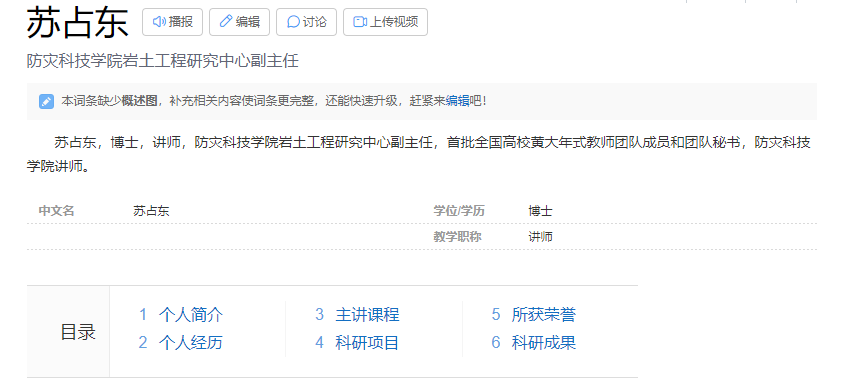 苏占东 播报 编辑 讨论 上传视频
防灾科技学院岩土工程研究中心副主任
本词条缺少概述图，补充相关内容使词条更完整，还能快速升级，赶紧来编辑吧！
苏占东，博士，讲师，防灾科技学院岩土工程研究中心副主任，首批全国高校黄大年式教师团队成员和团队秘书，防灾科技
学院讲师。
中文名 苏占东 学位/学历 博士
教学职称 讲师
目录
1 个人简介
2 个人经历
3 主讲课程
4 科研项目
5 所获荣誉
6 科研成果